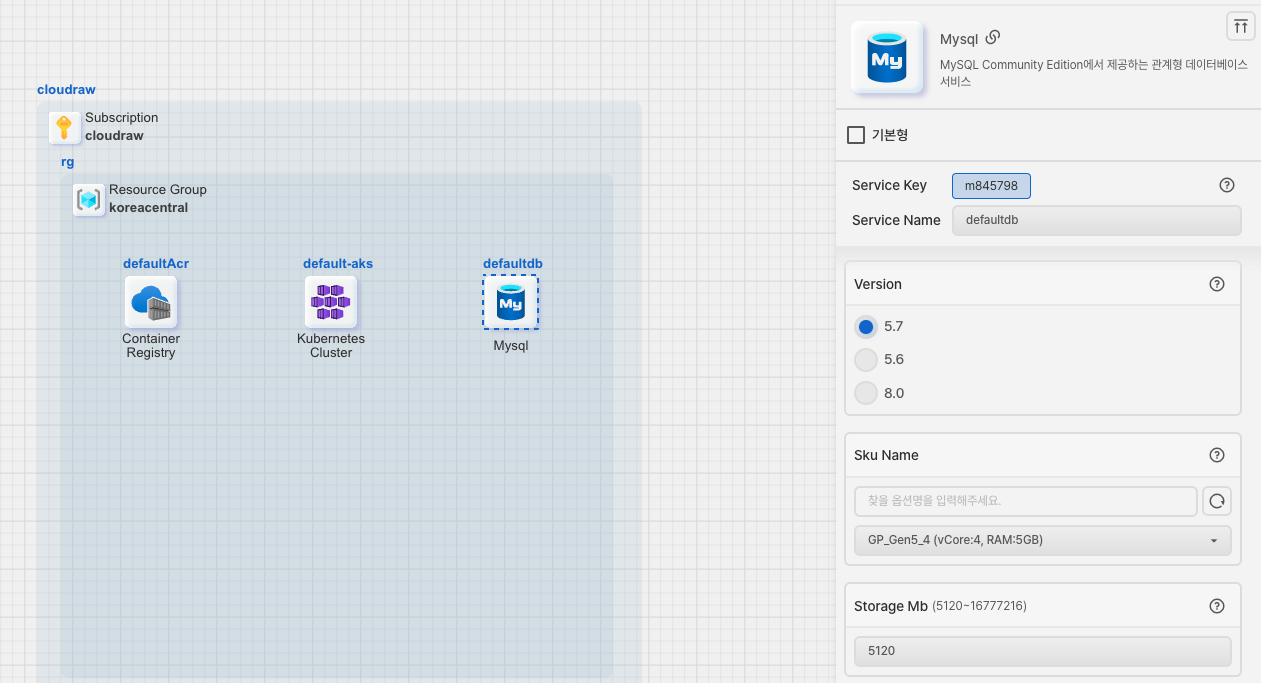 cloudraw
Subscription
cloudraw
rg
Resource Group
koreacentral
defaultAcr
Container
Registry
default-aks
Kubernetes
Cluster
defaultdb
My
Mysql
My
Mysql
MySQL Community Edition에서 제공하는 관계형 데이터베이스
서비스
기본형
Service Key
m845798
Service Name
defaultdb
Version
5.7
5.6
8.0
Sku Name
찾을 옵션명을 입력해주세요.
GP_Gen5_4 (vCore:4, RAM:5GB)
Storage Mb (5120~16777216)
5120